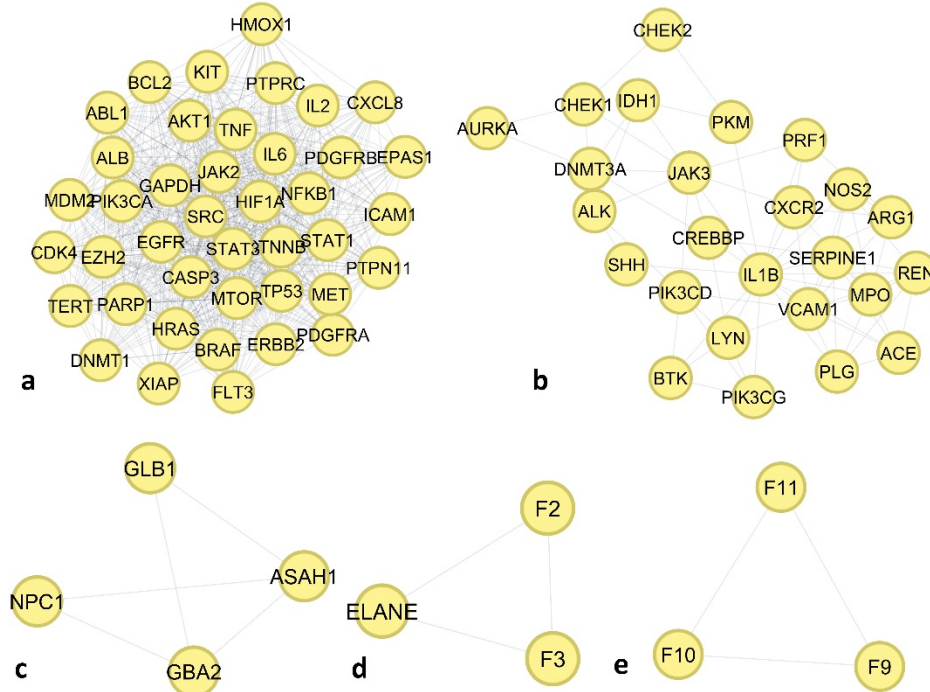 HMOX1
BCL2
KIT
PTPRC
IL2
CXCL8
ABL1
AKT1
TNF
ALB
IL6
PDGFRB
EPAS1
JAK2
GAPDH
NFKB1
MDM2
PIK3CA
HIF1A
ICAM1
SRC
CDK4
EZH2
EGFR
STAT3
TNNB
STAT1
PTPN11
CASP3
TERT
PARP1
MTOR
TP53
MET
HRAS
PDGFRA
DNMT1
BRAF
ERBB2
XIAP
FLT3
a
CHEK2
CHEK1
IDH1
AURKA
PKM
PRF1
DNMT3A
JAK3
NOS2
ALK
CXCR2
ARG1
CREBBP
SHH
IL1B
SERPINE1
REN
PIK3CD
VCAM1
MPO
LYN
BTK
PIK3CG
PLG
ACE
b
GLB1
ASAH1
NPC1
GBA2
c
F2
ELANE
F3
d
F11
F10
F9
e